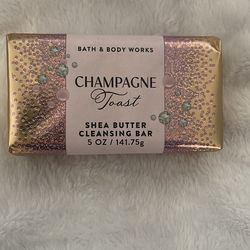 BATH & BODY WORKS
CHAMPAGNE
Toast
SHEA BUTTER
CLEANSING BAR
5 OZ / 141.75g